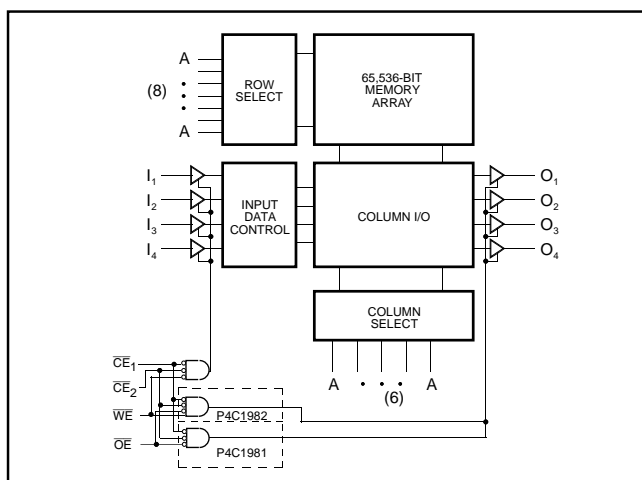 A
(8)
A
ROW
SELECT
65,536-BIT
MEMORY
ARRAY
I1
I2
I3
I4
INPUT
DATA
CONTROL
COLUMN I/O
O1
O2
O3
O4
COLUMN
SELECT
A
A
(6)
CE1
CE2
WE
OE
P4C1982
P4C1981